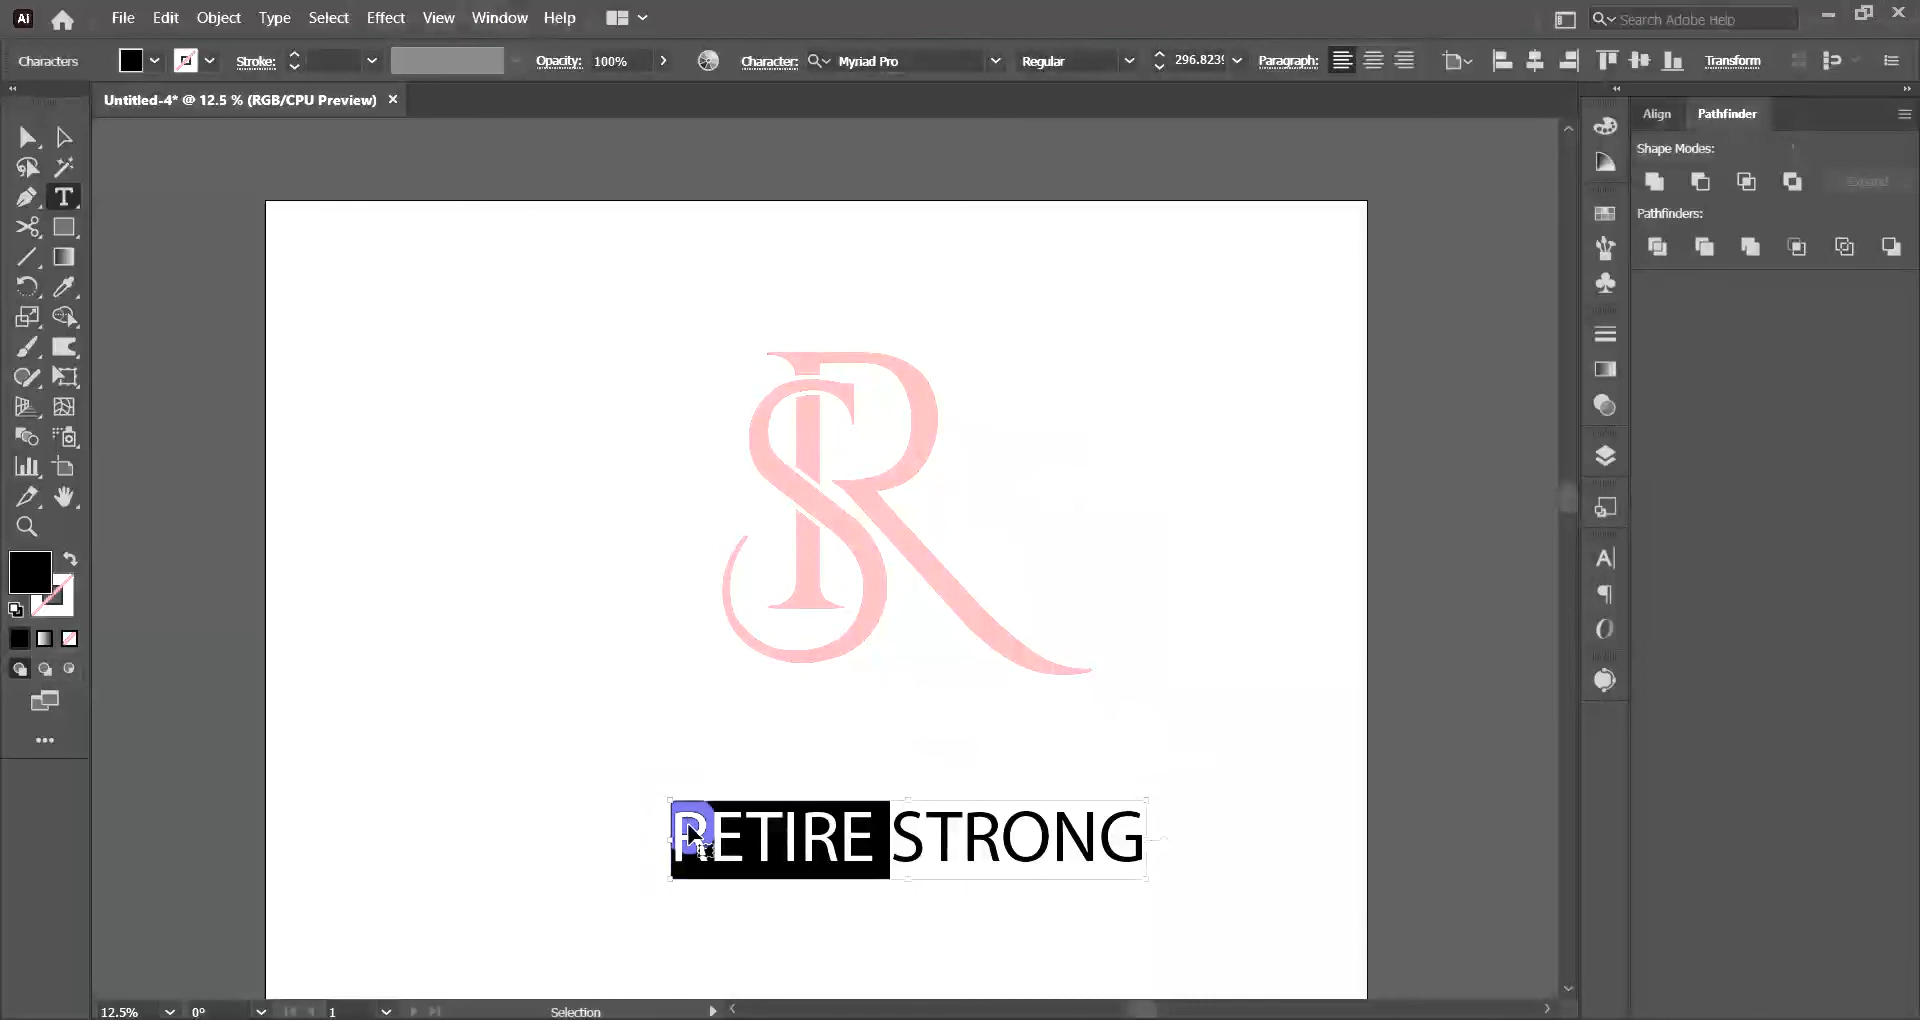 Ai File Edit Object Type Select Effect View Window Help Search Adobe Help
Characters Stroke: Opacity: 100% Character: Myriad Pro Regular 296.823 Paragraph: Transform
Untitled-4* @ 12.5 % (RGB/CPU Preview)
Align Pathfinder
Shape Modes:
Expand
Pathfinders:
SR
RETIRE STRONG
12.5% 0° 1 Selection